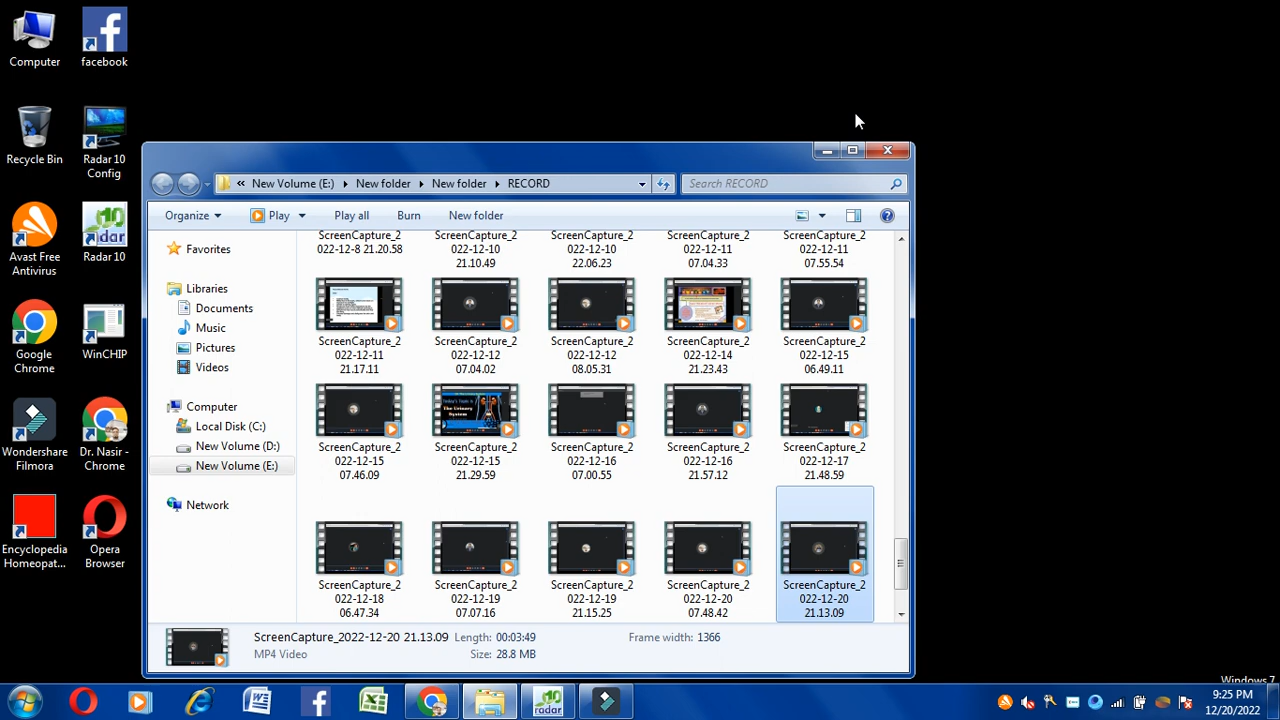 Computer
facebook
Recycle Bin
Radar 10
Config
Avast Free
Antivirus
Radar 10
Google
Chrome
WinCHIP
Wondershare
Filmora
Dr. Nasir -
Chrome
Encyclopedia
Homeopat...
Opera
Browser
« New Volume (E:) New folder New folder RECORD
Search RECORD
Organize Play Play all Burn New folder
Favorites
Libraries
Documents
Music
Pictures
Videos
Computer
Local Disk (C:)
New Volume (D:)
New Volume (E:)
Network
ScreenCapture_2 ScreenCapture_2 ScreenCapture_2 ScreenCapture_2 ScreenCapture_2
022-12-8 21.20.58 022-12-10 022-12-10 022-12-11 022-12-11
21.10.49 22.06.23 07.04.33 07.55.54
ScreenCapture_2 ScreenCapture_2 ScreenCapture_2 ScreenCapture_2 ScreenCapture_2
022-12-11 022-12-12 022-12-12 022-12-14 022-12-15
21.17.11 07.04.02 08.05.31 21.23.43 06.49.11
The Urinary
System
ScreenCapture_2 ScreenCapture_2 ScreenCapture_2 ScreenCapture_2 ScreenCapture_2
022-12-15 022-12-15 022-12-16 022-12-16 022-12-17
07.46.09 21.29.59 07.00.55 21.57.12 21.48.59
ScreenCapture_2 ScreenCapture_2 ScreenCapture_2 ScreenCapture_2 ScreenCapture_2
022-12-18 022-12-19 022-12-19 022-12-20 022-12-20
06.47.34 07.07.16 21.15.25 07.48.42 21.13.09
ScreenCapture_2022-12-20 21.13.09 Length: 00:03:49 Frame width: 1366
MP4 Video Size: 28.8 MB
Windows 7
radar
9:25 PM
12/20/2022